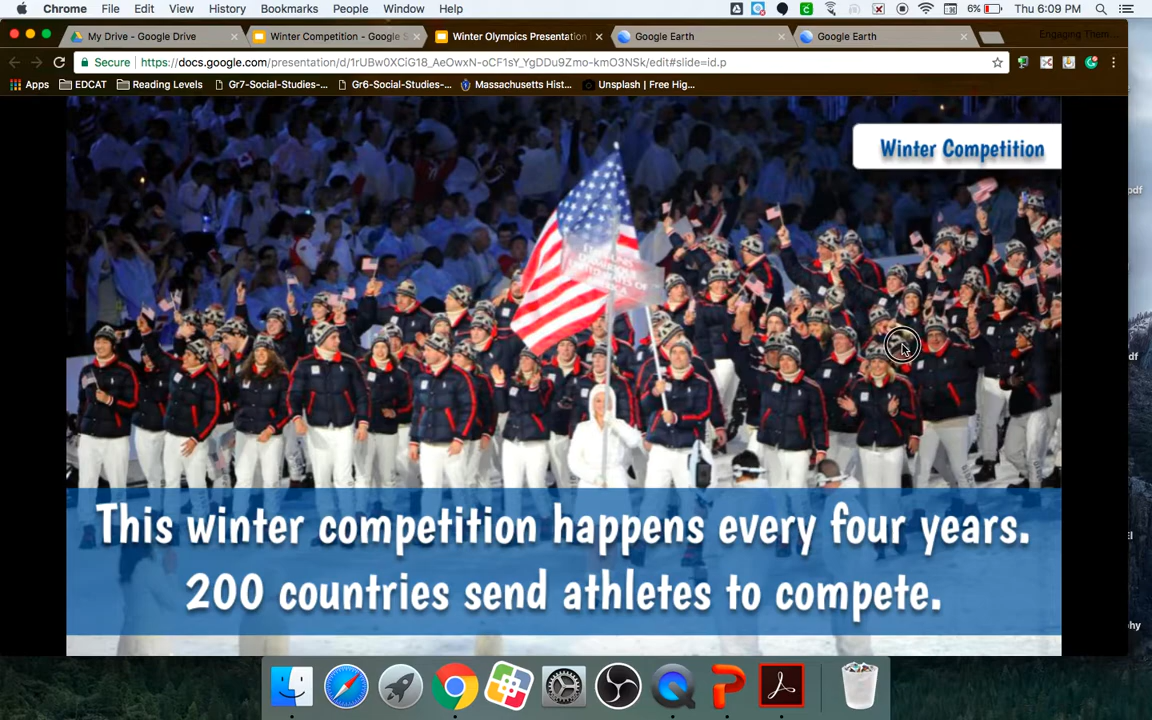 Chrome File Edit View History Bookmarks People Window Help 6% Thu 6:09 PM
My Drive - Google Drive Winter Competition - Google S Winter Olympics Presentation Google Earth Google Earth Engaging Them...
Secure https://docs.google.com/presentation/d/1rUBw0XCiG18_AeOwxN-oCF1sY_YgDDu9Zmo-kmO3NSk/edit#slide=id.p
Apps EDCAT Reading Levels Gr7-Social-Studies-... Gr6-Social-Studies-... Massachusetts Hist... Unsplash | Free Hig...
Winter Competition
This winter competition happens every four years.
200 countries send athletes to compete.